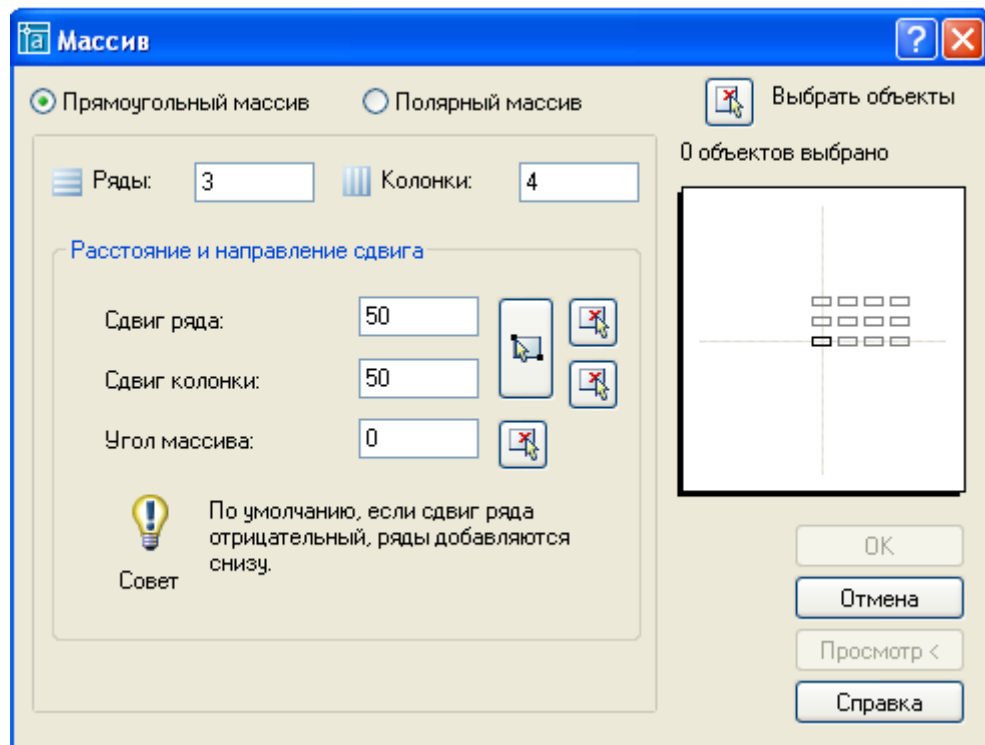 Массив
Прямоугольный массив
Полярный массив
Выбрать объекты
0 объектов выбрано
Ряды: 3
Колонки: 4
Расстояние и направление сдвига
Сдвиг ряда: 50
Сдвиг колонки: 50
Угол массива: 0
По умолчанию, если сдвиг ряда
отрицательный, ряды добавляются
снизу.
Совет
OK
Отмена
Просмотр <
Справка